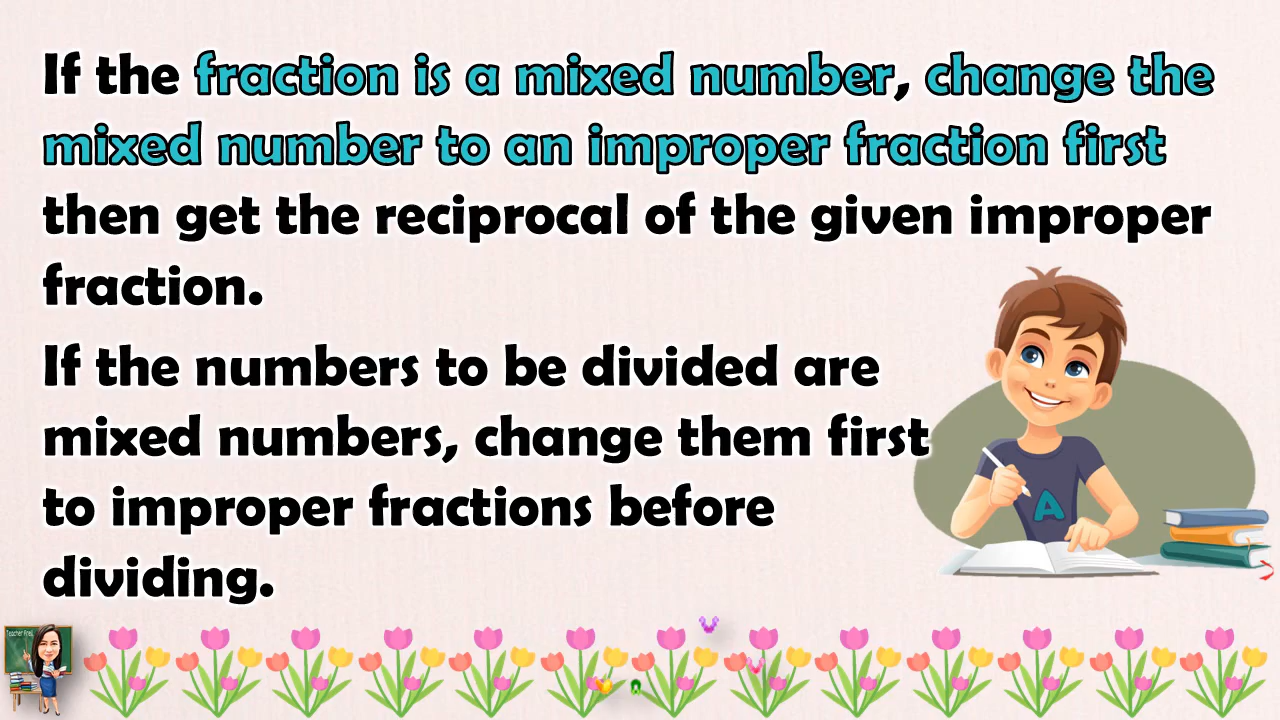 If the fraction is a mixed number, change the
mixed number to an improper fraction first
then get the reciprocal of the given improper
fraction.
If the numbers to be divided are
mixed numbers, change them first
to improper fractions before
dividing.
A